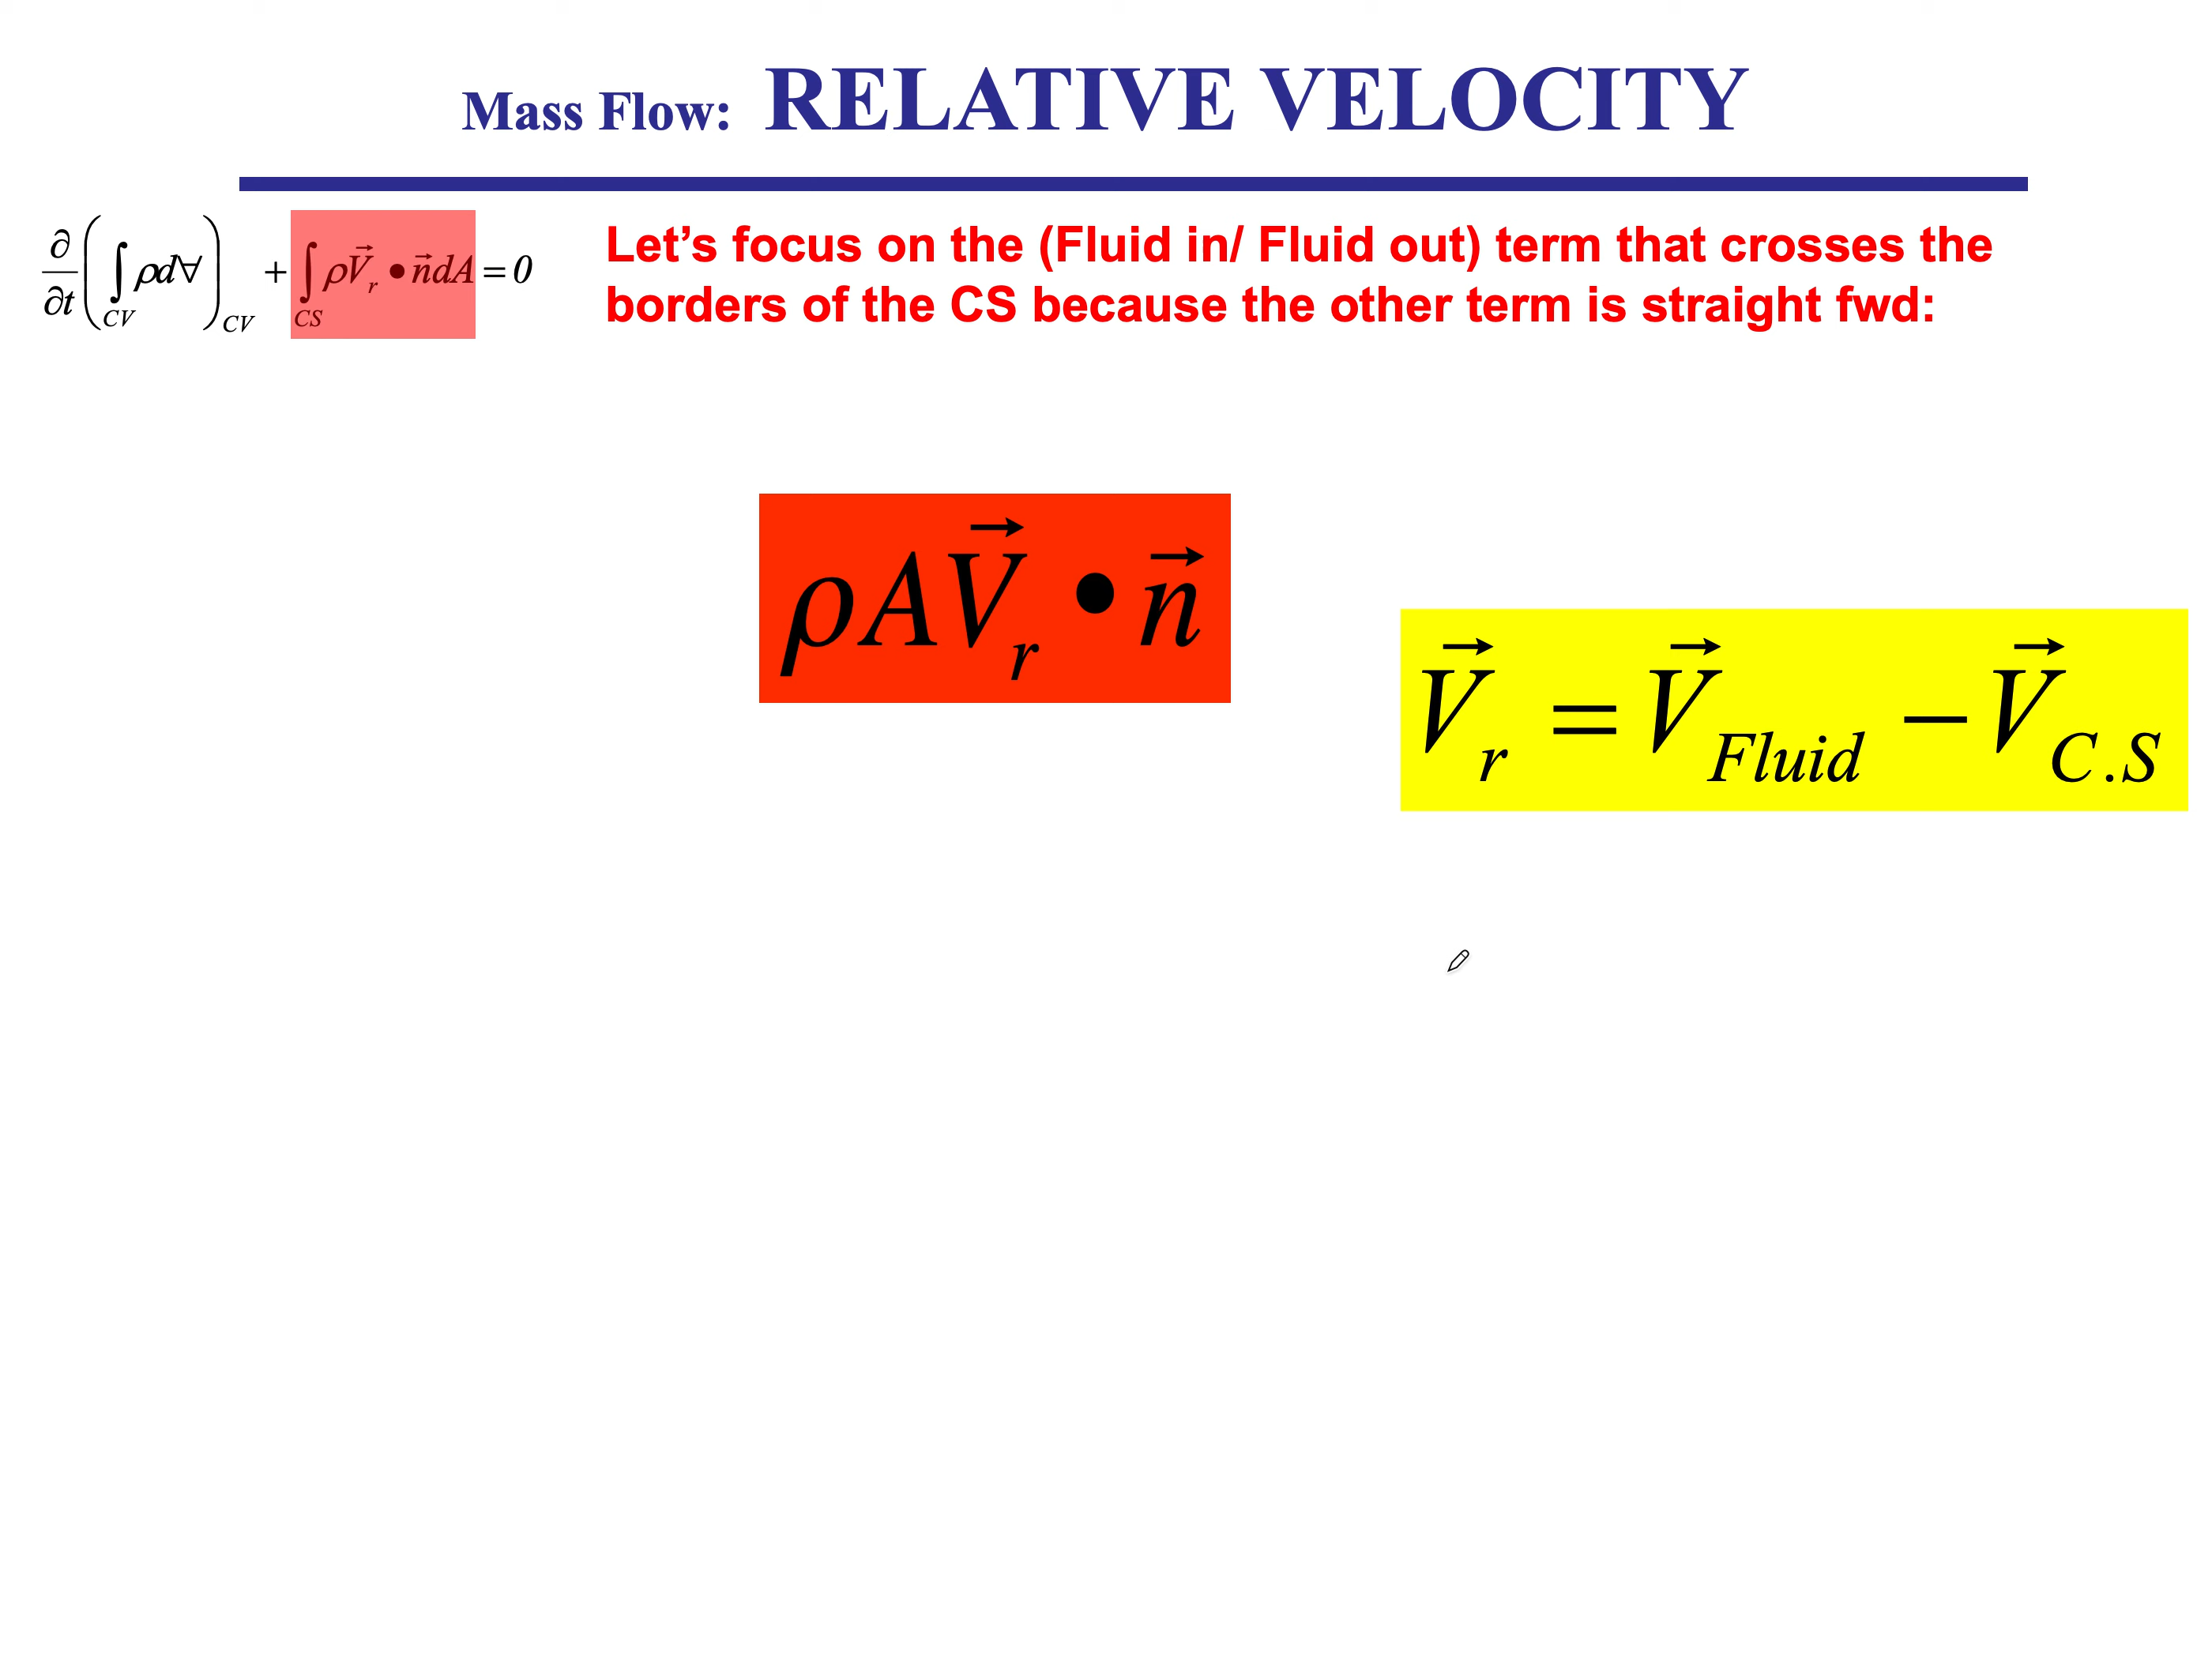 Mass Flow: RELATIVE VELOCITY
∂/∂t (∫_CV ρd∀)_CV + ∫_CS ρV⃗_r • n⃗dA = 0
Let’s focus on the (Fluid in/ Fluid out) term that crosses the
borders of the CS because the other term is straight fwd:
ρAV⃗_r • n⃗
V⃗_r = V⃗_Fluid − V⃗_C.S